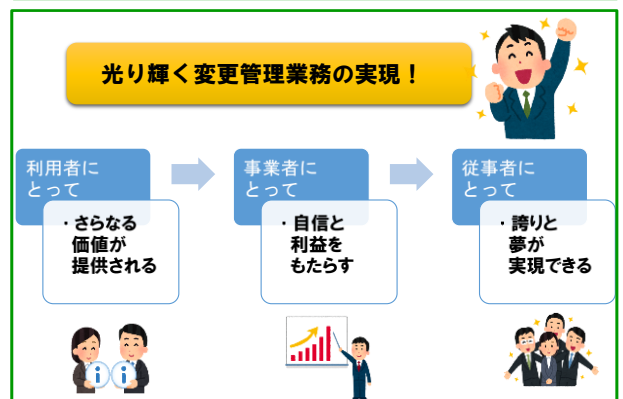 光り輝く変更管理業務の実現！
利用者に
とって
・さらなる
価値が
提供される
事業者に
とって
・自信と
利益を
もたらす
従事者に
とって
・誇りと
夢が
実現できる
i i